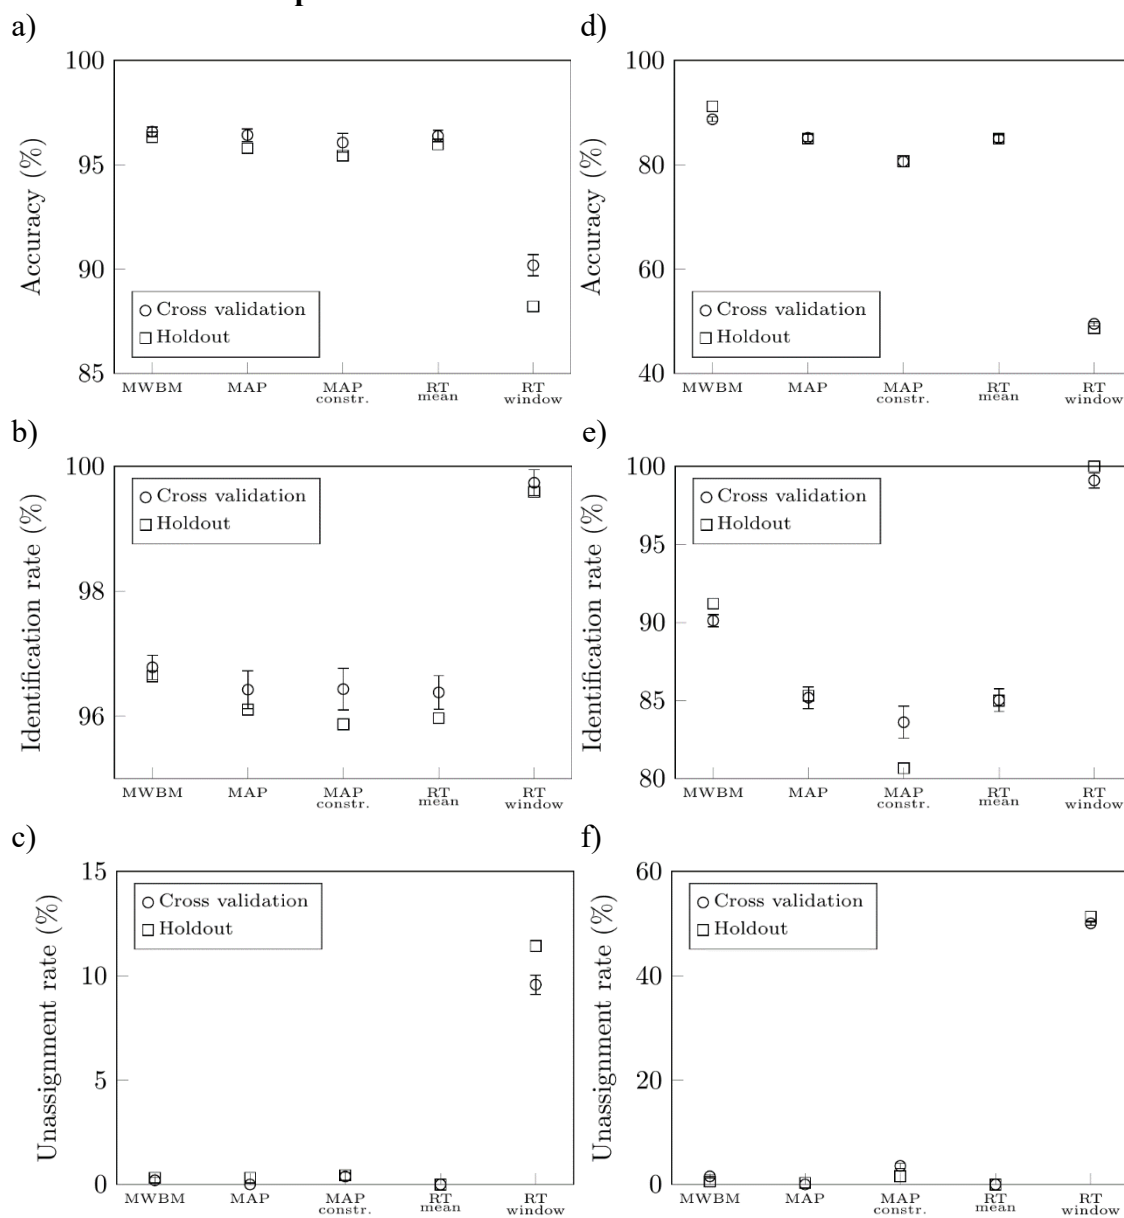 a)
100
95
90
85
Accuracy (%)
Cross validation
Holdout
MWBM
MAP
MAP
constr.
RT
mean
RT
window
d)
100
80
60
40
Accuracy (%)
Cross validation
Holdout
MWBM
MAP
MAP
constr.
RT
mean
RT
window
b)
100
98
96
Identification rate (%)
Cross validation
Holdout
MWBM
MAP
MAP
constr.
RT
mean
RT
window
e)
100
95
90
85
80
Identification rate (%)
Cross validation
Holdout
MWBM
MAP
MAP
constr.
RT
mean
RT
window
c)
15
10
5
0
Unassignment rate (%)
Cross validation
Holdout
MWBM
MAP
MAP
constr.
RT
mean
RT
window
f)
60
40
20
0
Unassignment rate (%)
Cross validation
Holdout
MWBM
MAP
MAP
constr.
RT
mean
RT
window